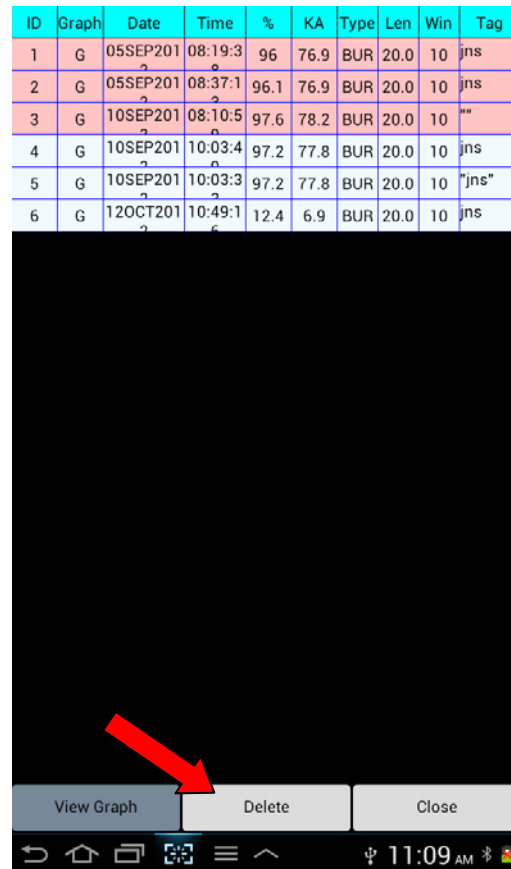 ID Graph Date Time % KA Type Len Win Tag
1 G 05SEP201 08:19:3 96 76.9 BUR 20.0 10 jns
2 G 05SEP201 08:37:1 96.1 76.9 BUR 20.0 10 jns
3 G 10SEP201 08:10:5 97.6 78.2 BUR 20.0 10 ""
4 G 10SEP201 10:03:4 97.2 77.8 BUR 20.0 10 jns
5 G 10SEP201 10:03:3 97.2 77.8 BUR 20.0 10 "jns"
6 G 12OCT201 10:49:1 12.4 6.9 BUR 20.0 10 jns
View Graph Delete Close
11:09 AM